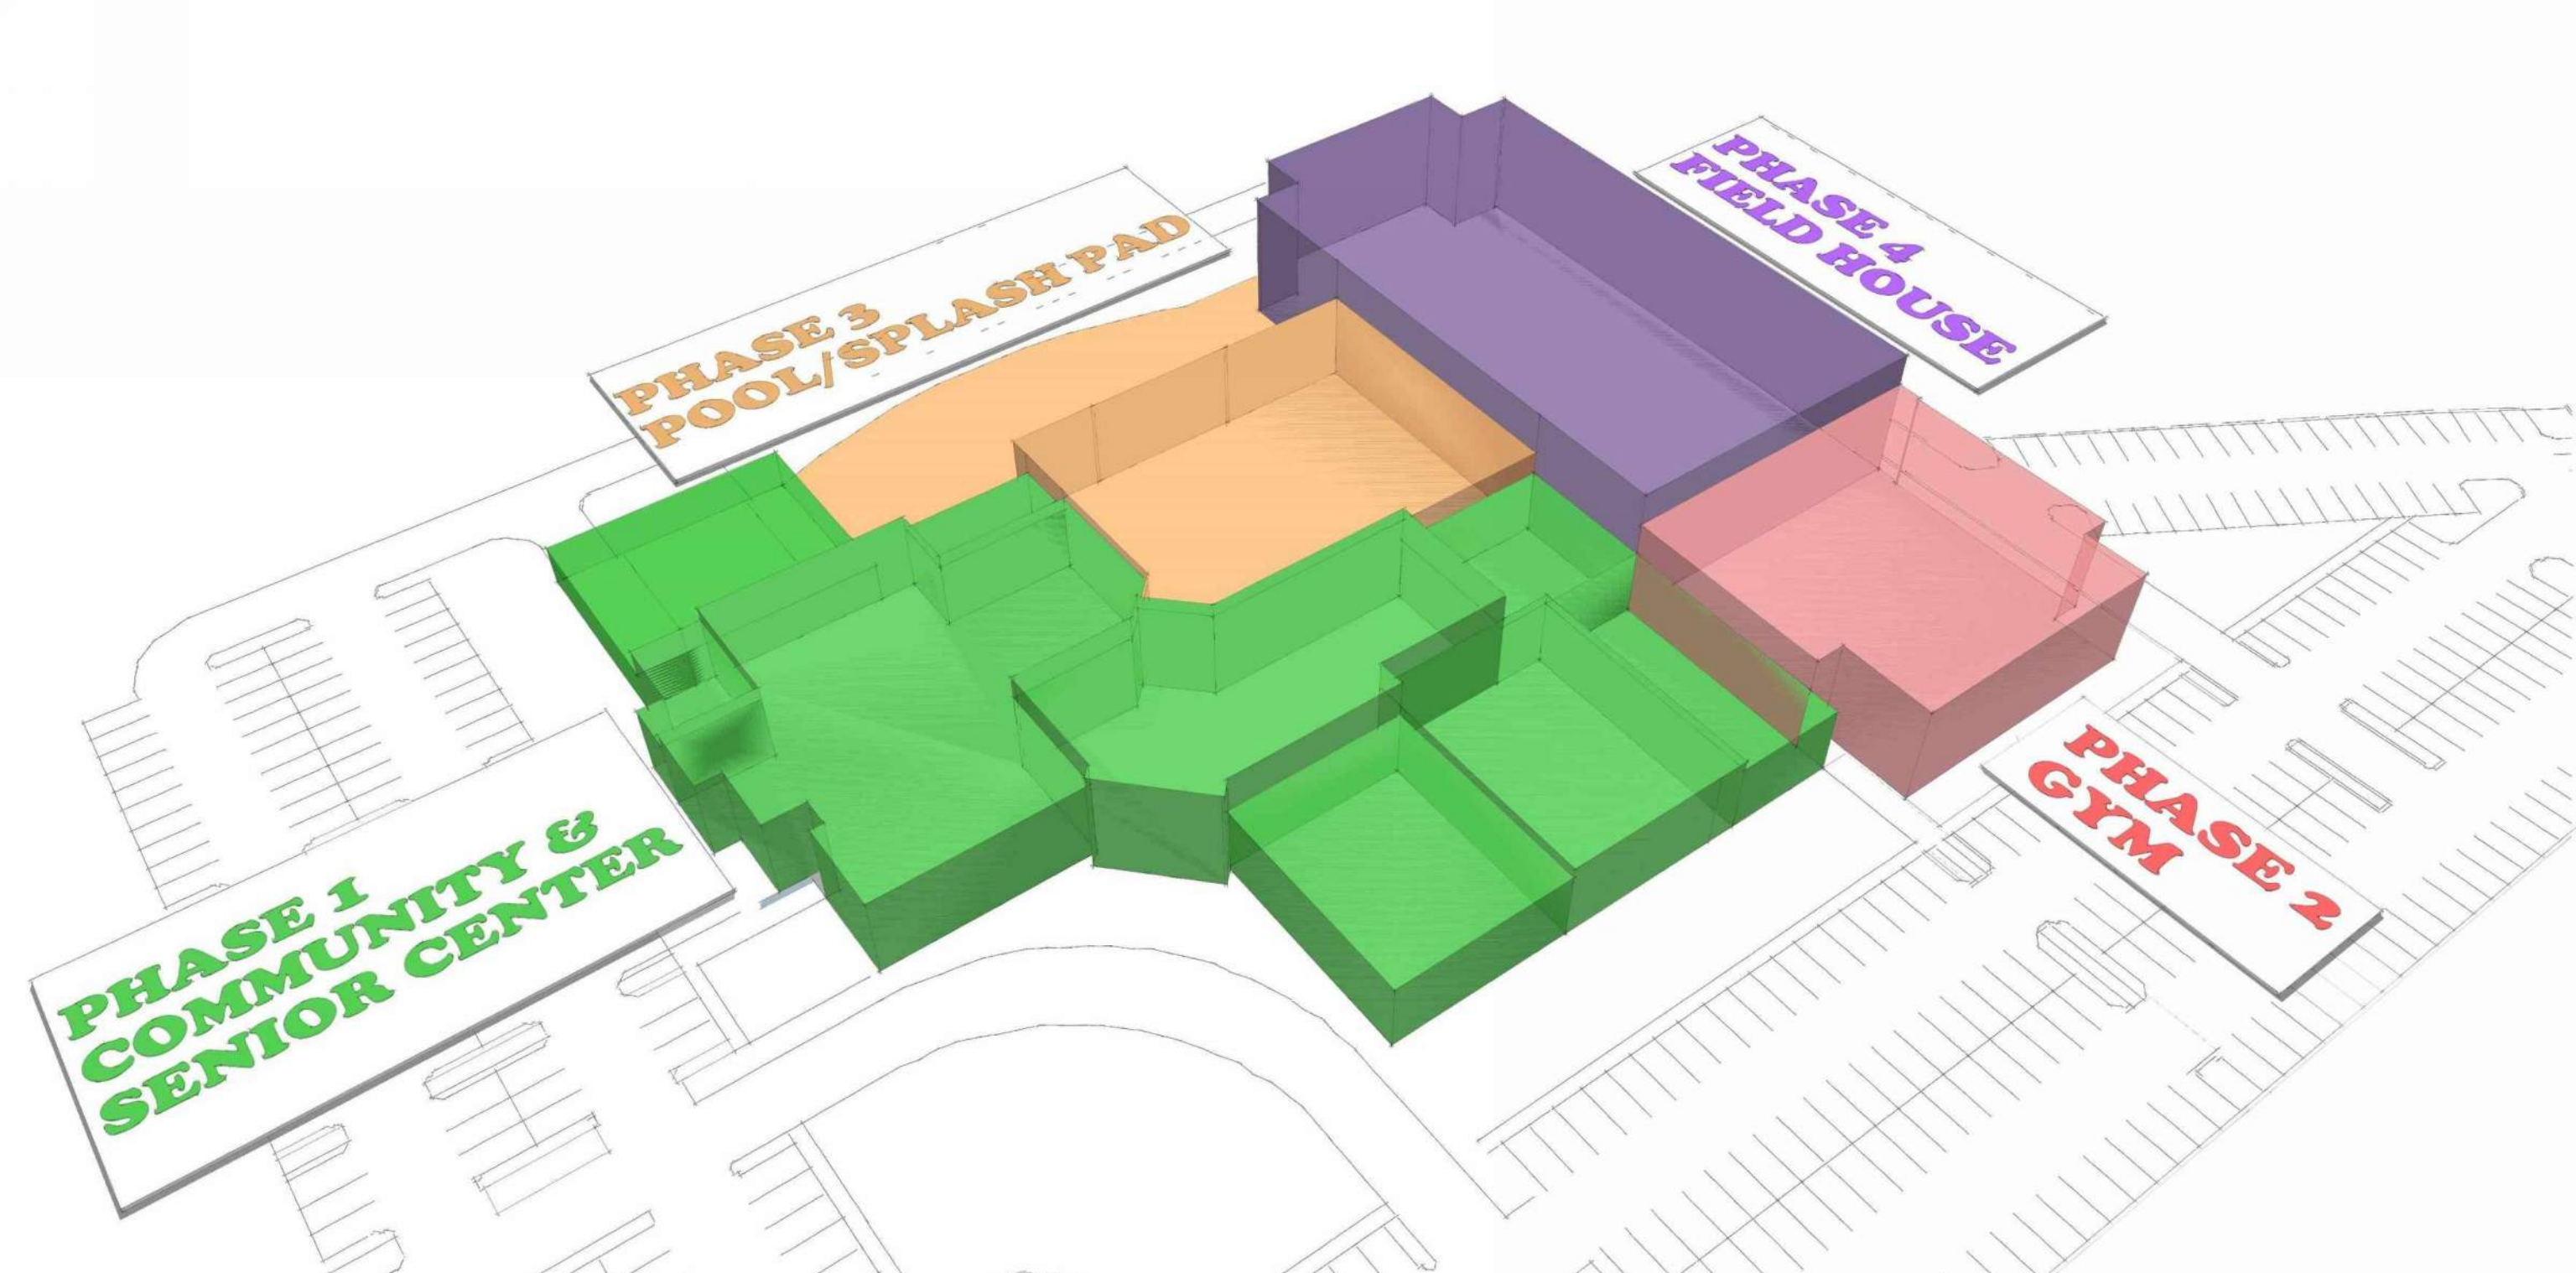 PHASE 4
FIELD HOUSE
PHASE 3
POOL/SPLASH PAD
PHASE 2
GYM
PHASE 1
COMMUNITY &
SENIOR CENTER